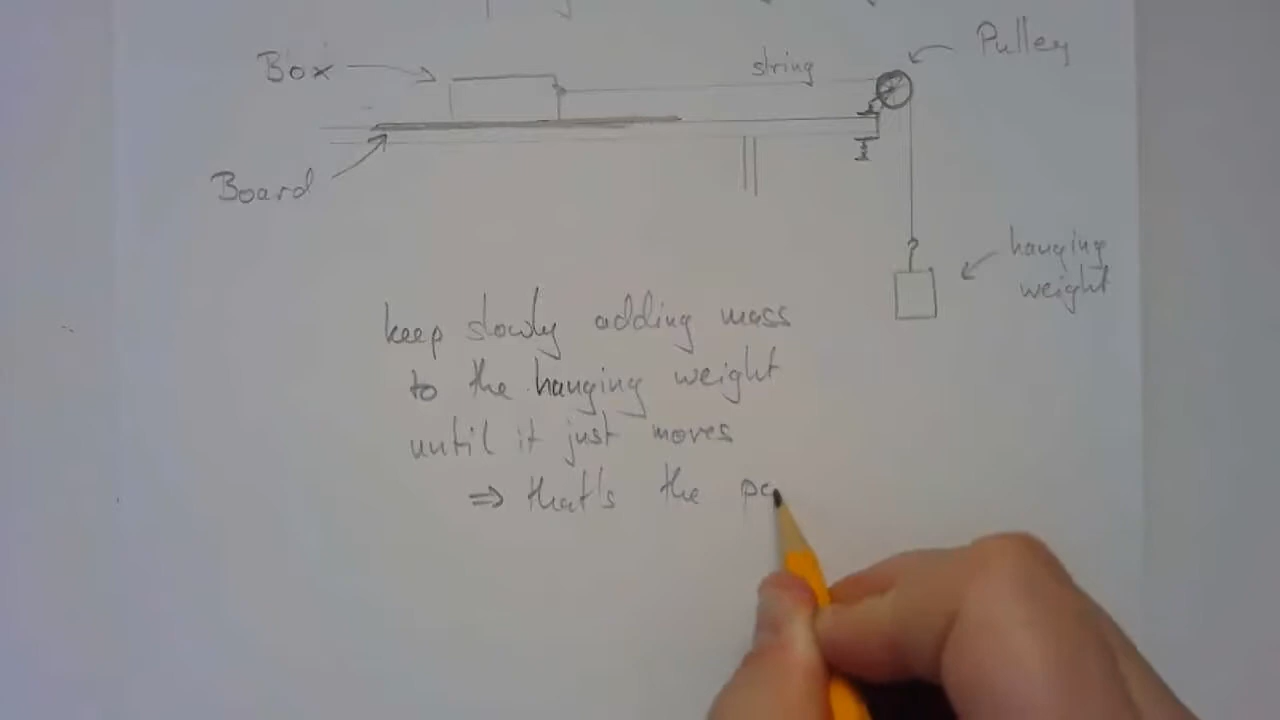 Pulley
string
Box
Board
hanging
weight
keep slowly adding mass
to the hanging weight
until it just moves
⇒ that's the